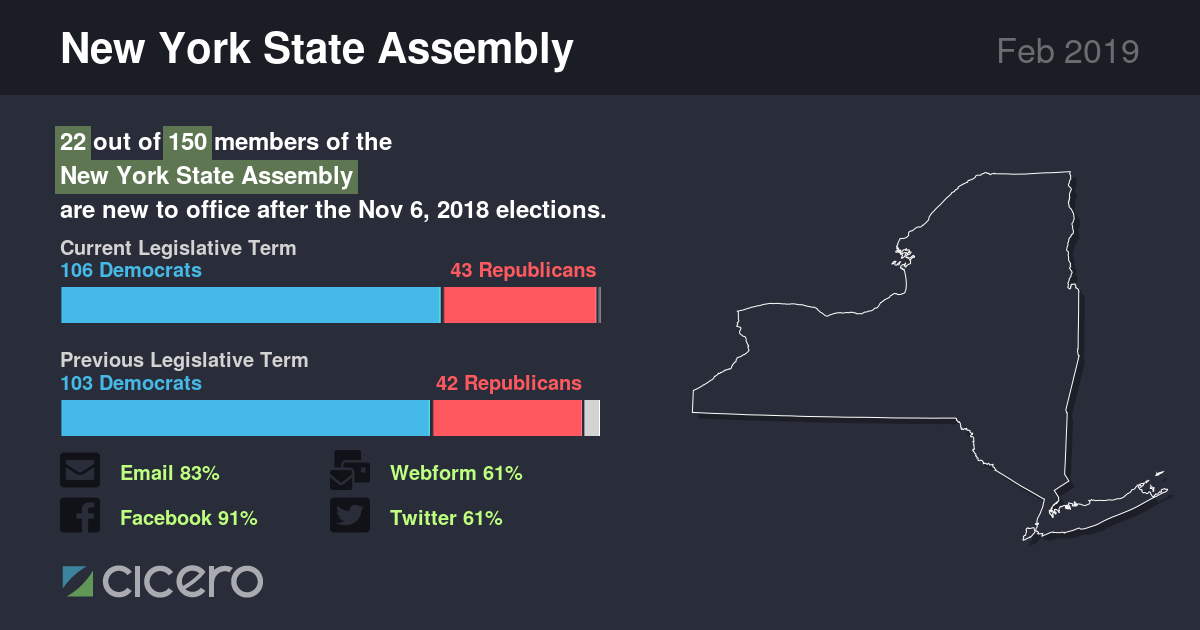 New York State Assembly
Feb 2019
22 out of 150 members of the
New York State Assembly
are new to office after the Nov 6, 2018 elections.
Current Legislative Term
106 Democrats 43 Republicans
Previous Legislative Term
103 Democrats 42 Republicans
Email 83% Webform 61%
Facebook 91% Twitter 61%
cicero